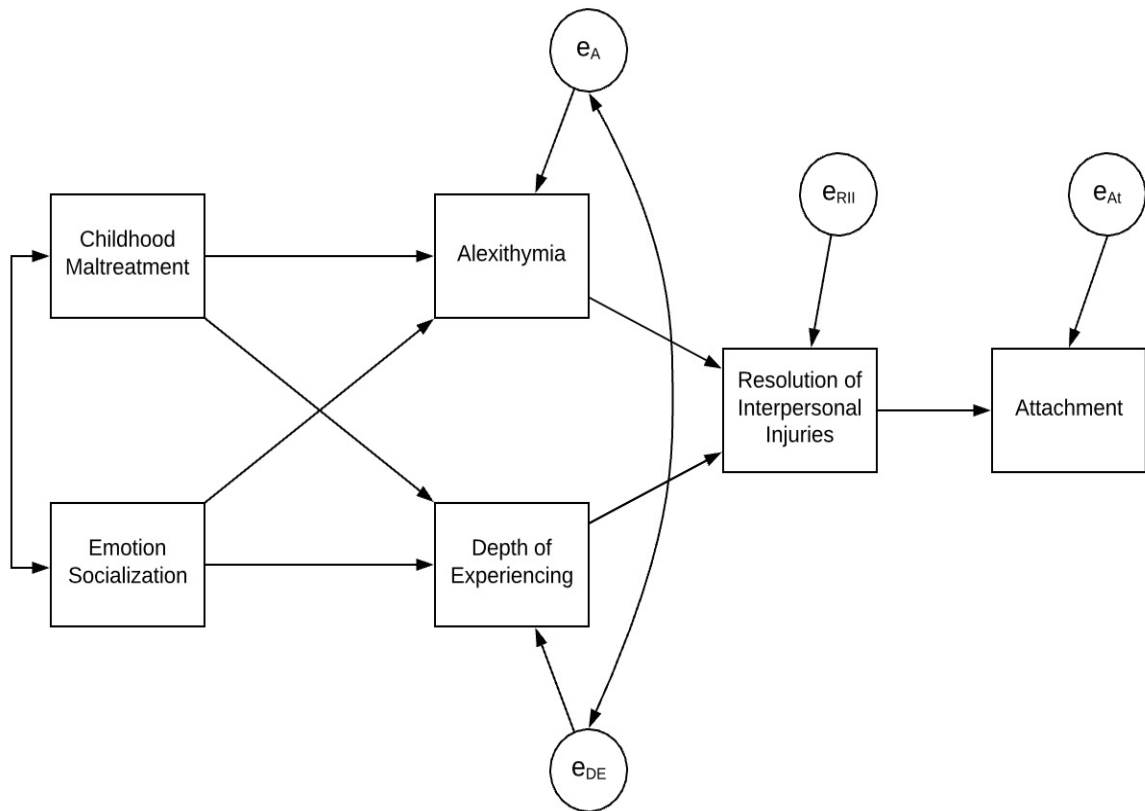 eA
eRII
eAt
Childhood
Maltreatment
Alexithymia
Resolution of
Interpersonal
Injuries
Attachment
Emotion
Socialization
Depth of
Experiencing
eDE